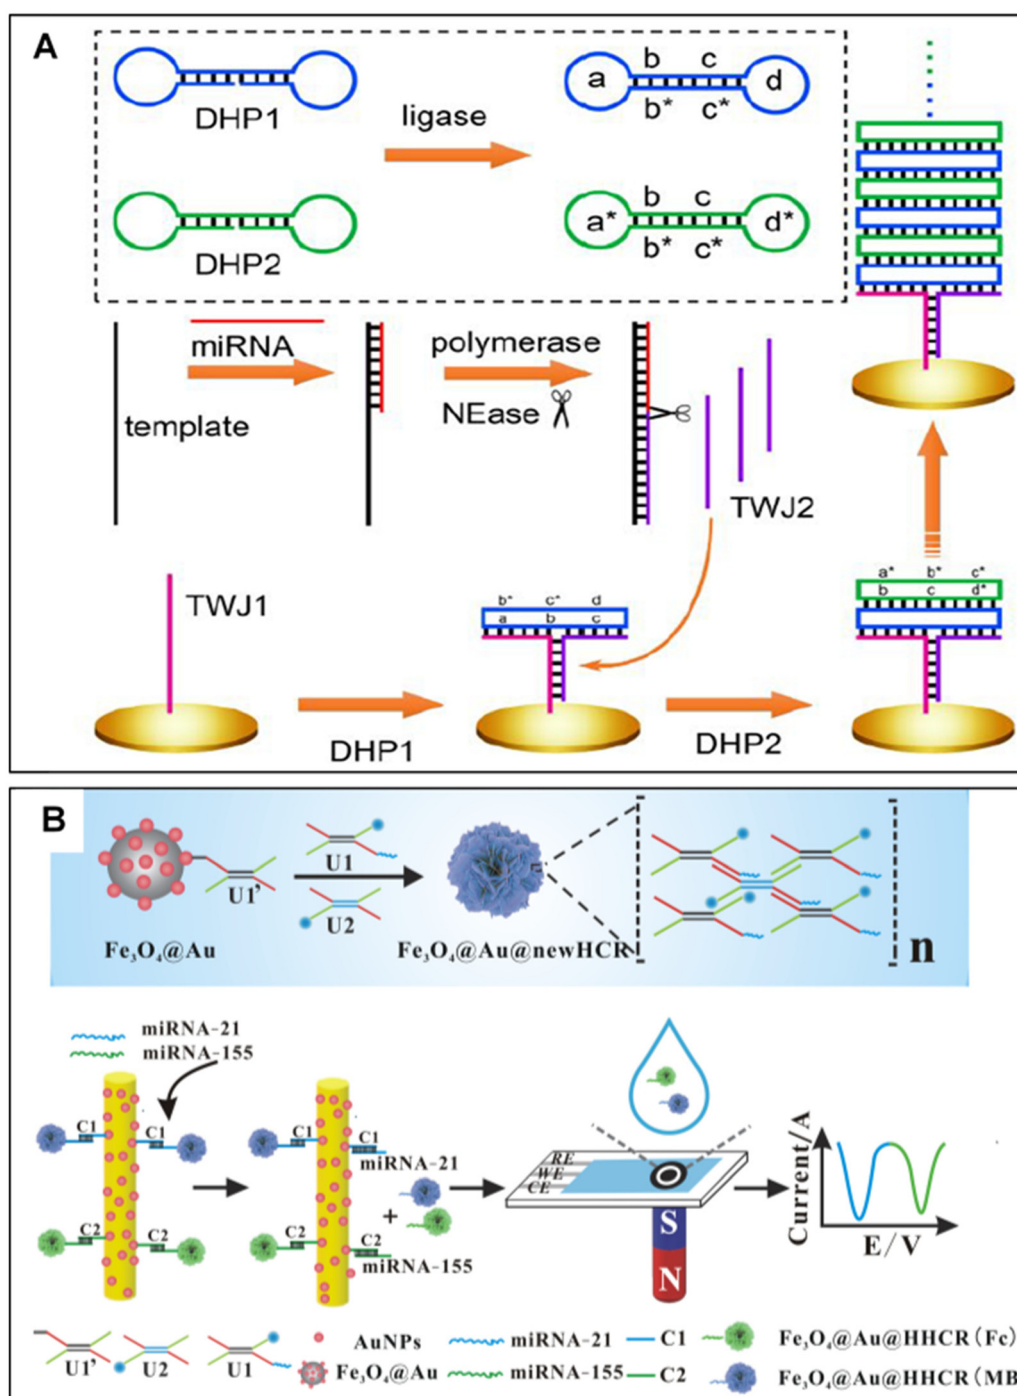 A
DHP1
ligase
a b c d
b* c*
DHP2
a* b c d*
b* c*
miRNA
template
polymerase
NEase
TWJ2
TWJ1
b* c* d
a b c
a* b* c*
b c d*
DHP1
DHP2
B
U1'
U1
U2
Fe₃O₄@Au
Fe₃O₄@Au@newHCR
n
miRNA-21
miRNA-155
C1
C1
C2
C2
C1
C1
miRNA-21
+
C2
C2
miRNA-155
RE
WE
CE
S
N
Current/A
E/V
U1' U2 U1
AuNPs
Fe₃O₄@Au
miRNA-21
miRNA-155
C1
C2
Fe₃O₄@Au@HHCR(Fc)
Fe₃O₄@Au@HHCR(MB